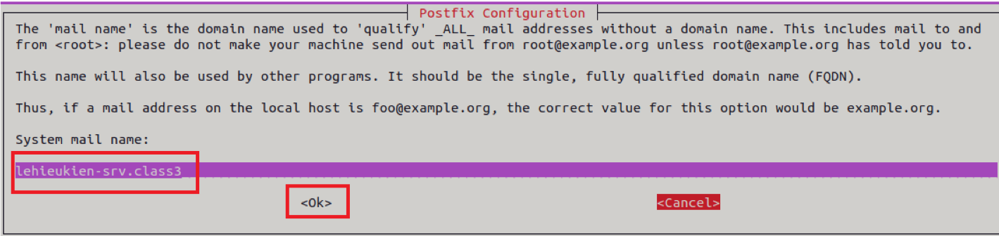 Postfix Configuration
The 'mail name' is the domain name used to 'qualify' _ALL_ mail addresses without a domain name. This includes mail to and
from <root>: please do not make your machine send out mail from root@example.org unless root@example.org has told you to.
This name will also be used by other programs. It should be the single, fully qualified domain name (FQDN).
Thus, if a mail address on the local host is foo@example.org, the correct value for this option would be example.org.
System mail name:
lehieukien-srv.class3
<Ok> <Cancel>